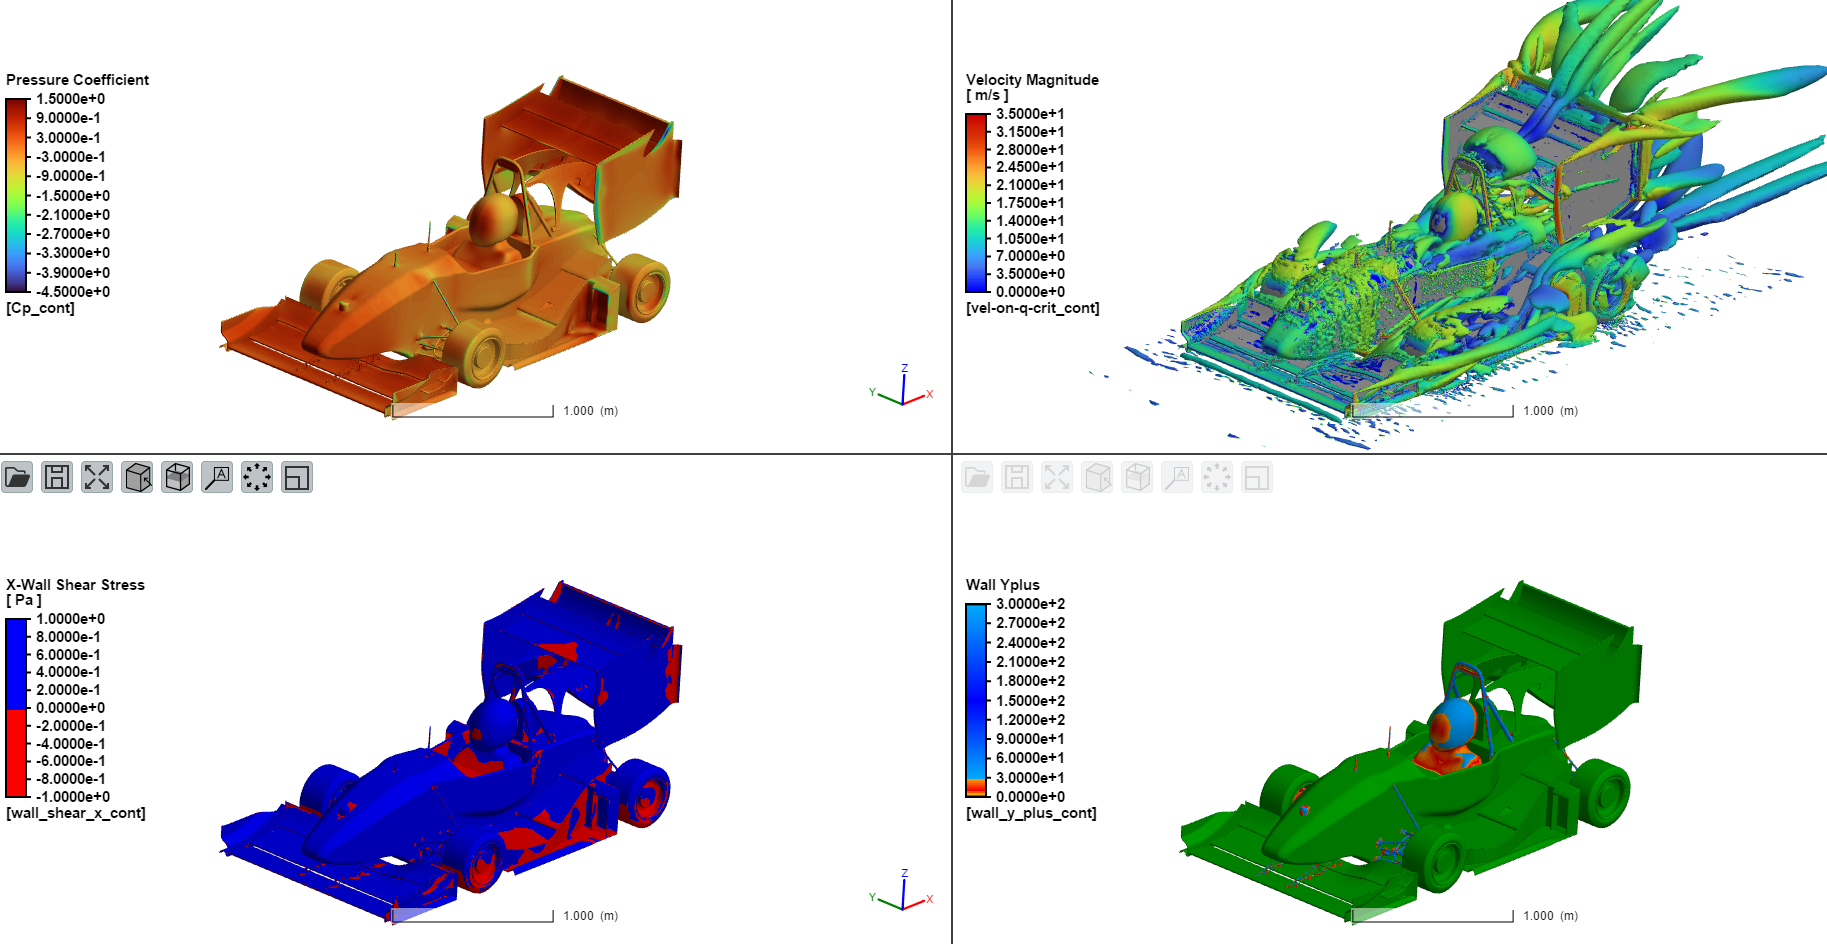 Pressure Coefficient
1.5000e+0
9.0000e-1
3.0000e-1
-3.0000e-1
-9.0000e-1
-1.5000e+0
-2.1000e+0
-2.7000e+0
-3.3000e+0
-3.9000e+0
-4.5000e+0
[Cp_cont]
Z
Y
X
1.000 (m)
Velocity Magnitude
[ m/s ]
3.5000e+1
3.1500e+1
2.8000e+1
2.4500e+1
2.1000e+1
1.7500e+1
1.4000e+1
1.0500e+1
7.0000e+0
3.5000e+0
0.0000e+0
[vel-on-q-crit_cont]
1.000 (m)
A
A
X-Wall Shear Stress
[ Pa ]
1.0000e+0
8.0000e-1
6.0000e-1
4.0000e-1
2.0000e-1
0.0000e+0
-2.0000e-1
-4.0000e-1
-6.0000e-1
-8.0000e-1
-1.0000e+0
[wall_shear_x_cont]
Z
Y
X
1.000 (m)
Wall Yplus
3.0000e+2
2.7000e+2
2.4000e+2
2.1000e+2
1.8000e+2
1.5000e+2
1.2000e+2
9.0000e+1
6.0000e+1
3.0000e+1
0.0000e+0
[wall_y_plus_cont]
1.000 (m)